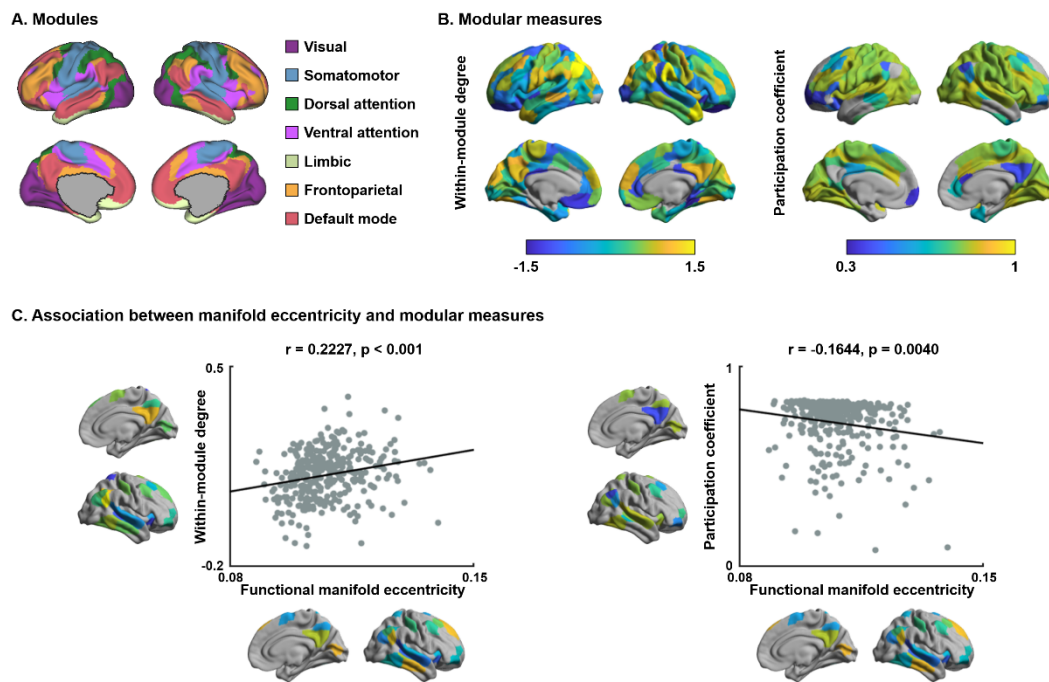 A. Modules
Visual
Somatomotor
Dorsal attention
Ventral attention
Limbic
Frontoparietal
Default mode
B. Modular measures
Within-module degree
-1.5
1.5
Participation coefficient
0.3
1
C. Association between manifold eccentricity and modular measures
r = 0.2227, p < 0.001
0.5
Within-module degree
-0.2
0.08
0.15
Functional manifold eccentricity
r = -0.1644, p = 0.0040
1
Participation coefficient
0
0.08
0.15
Functional manifold eccentricity